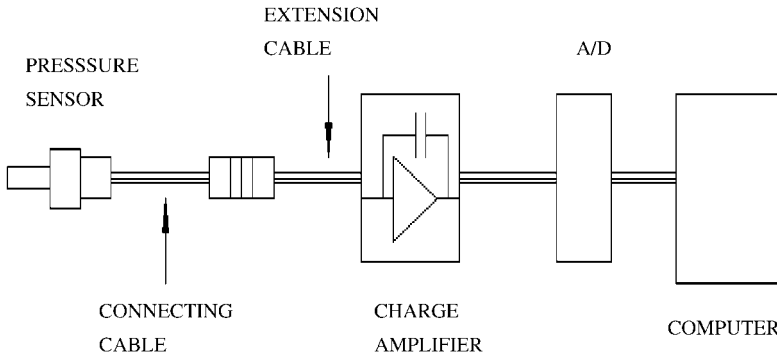 EXTENSION
CABLE
A/D
PRESSSURE
SENSOR
CONNECTING
CABLE
CHARGE
AMPLIFIER
COMPUTER